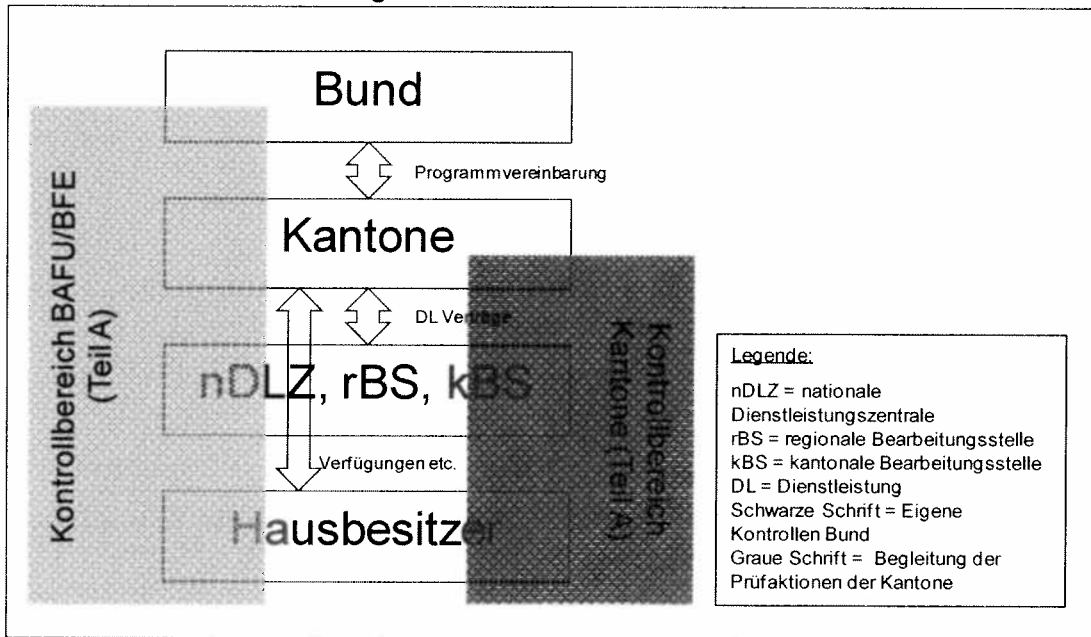 Bund
Programmvereinbarung
Kantone
DL Verträge
nDLZ, rBS, kBS
Verfügungen etc.
Hausbesitzer
Kontrollbereich BAFU/BFE
(Teil A)
Kontrollbereich
Kantone (Teil A)
Legende:
nDLZ = nationale
Dienstleistungszentrale
rBS = regionale Bearbeitungsstelle
kBS = kantonale Bearbeitungsstelle
DL = Dienstleistung
Schwarze Schrift = Eigene
Kontrollen Bund
Graue Schrift = Begleitung der
Prüfaktionen der Kantone